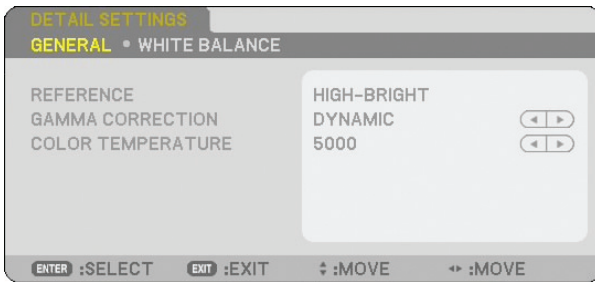 DETAIL SETTINGS
GENERAL • WHITE BALANCE
REFERENCE HIGH-BRIGHT
GAMMA CORRECTION DYNAMIC
COLOR TEMPERATURE 5000
ENTER :SELECT EXIT :EXIT :MOVE :MOVE